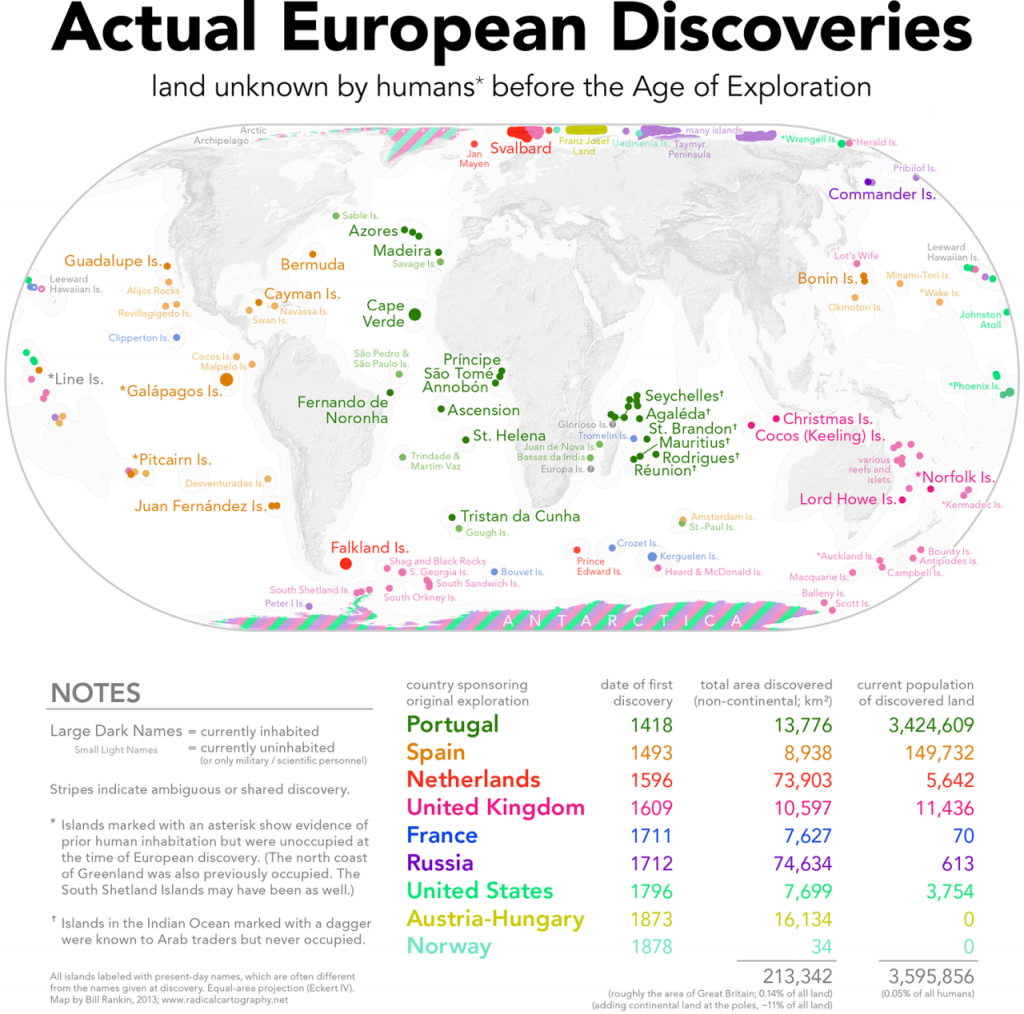 Actual European Discoveries
land unknown by humans* before the Age of Exploration
Arctic
Archipelago
Jan
Mayen
Svalbard
Franz Josef
Land
Uedinenia Is.
many islands
Taymyr
Peninsula
*Wrangell Is.
Herald Is.
Pribilof Is.
Commander Is.
Sable Is.
Azores
Madeira
Savage Is.
Guadalupe Is.
Bermuda
Leeward
Hawaiian Is.
Alijos Rocks
Revillagigedo Is.
Cayman Is.
Navassa Is.
Swan Is.
Cape
Verde
Clipperton Is.
Cocos Is.
Malpelo Is.
*Line Is.
*Galápagos Is.
São Pedro &
São Paulo Is.
Príncipe
São Tomé
Annobón
Fernando de
Noronha
Ascension
St. Helena
Seychelles†
Agaléda†
St. Brandon†
Mauritius†
Rodrigues†
Réunion†
Glorioso Is.
Tromelin Is.
Juan de Nova Is.
Bassas da India
Europa Is.
Lot's Wife
Bonin Is.
Okinotori Is.
Minami-Tori Is.
*Wake Is.
Leeward
Hawaiian Is.
Johnston
Atoll
*Phoenix Is.
Christmas Is.
Cocos (Keeling) Is.
various
reefs and
islets
*Norfolk Is.
Lord Howe Is.
*Kermadec Is.
*Pitcairn Is.
Desventuradas Is.
Juan Fernández Is.
Trindade &
Martim Vaz
Tristan da Cunha
Gough Is.
Amsterdam Is.
St.-Paul Is.
Falkland Is.
Shag and Black Rocks
S. Georgia Is.
South Sandwich Is.
South Orkney Is.
South Shetland Is.
Peter I Is.
Bouvet Is.
Prince
Edward Is.
Crozet Is.
Kerguelen Is.
Heard & McDonald Is.
*Auckland Is.
Macquarie Is.
Bounty Is.
Antipodes Is.
Campbell Is.
Balleny Is.
Scott Is.
ANTARCTICA
NOTES
Large Dark Names = currently inhabited
Small Light Names = currently uninhabited
(or only military / scientific personnel)
Stripes indicate ambiguous or shared discovery.
* Islands marked with an asterisk show evidence of
prior human inhabitation but were unoccupied at
the time of European discovery. (The north coast
of Greenland was also previously occupied. The
South Shetland Islands may have been as well.)
† Islands in the Indian Ocean marked with a dagger
were known to Arab traders but never occupied.
All islands labeled with present-day names, which are often different
from the names given at discovery. Equal-area projection (Eckert IV).
Map by Bill Rankin, 2013; www.radicalcartography.net
country sponsoring date of first total area discovered current population
original exploration discovery (non-continental; km²) of discovered land
Portugal 1418 13,776 3,424,609
Spain 1493 8,938 149,732
Netherlands 1596 73,903 5,642
United Kingdom 1609 10,597 11,436
France 1711 7,627 70
Russia 1712 74,634 613
United States 1796 7,699 3,754
Austria-Hungary 1873 16,134 0
Norway 1878 34 0
213,342 3,595,856
(roughly the area of Great Britain; 0.14% of all land) (0.05% of all humans)
(adding continental land at the poles, ~11% of all land)